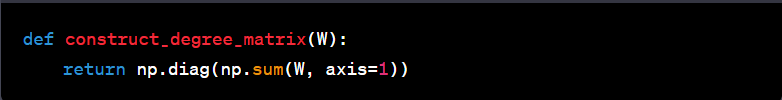 def construct_degree_matrix(W):
    return np.diag(np.sum(W, axis=1))